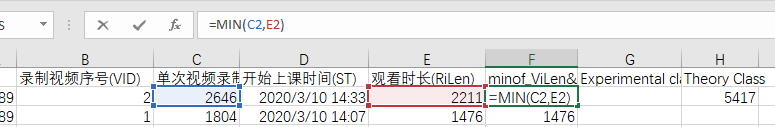 =MIN(C2,E2)
B C D E F G H
录制视频序号(VID) 单次视频录制 开始上课时间(ST) 观看时长(RiLen) minof_ViLen& Experimental cla Theory Class
89 2 2646 2020/3/10 14:33 2211 =MIN(C2,E2) 5417
89 1 1804 2020/3/10 14:07 1476 1476